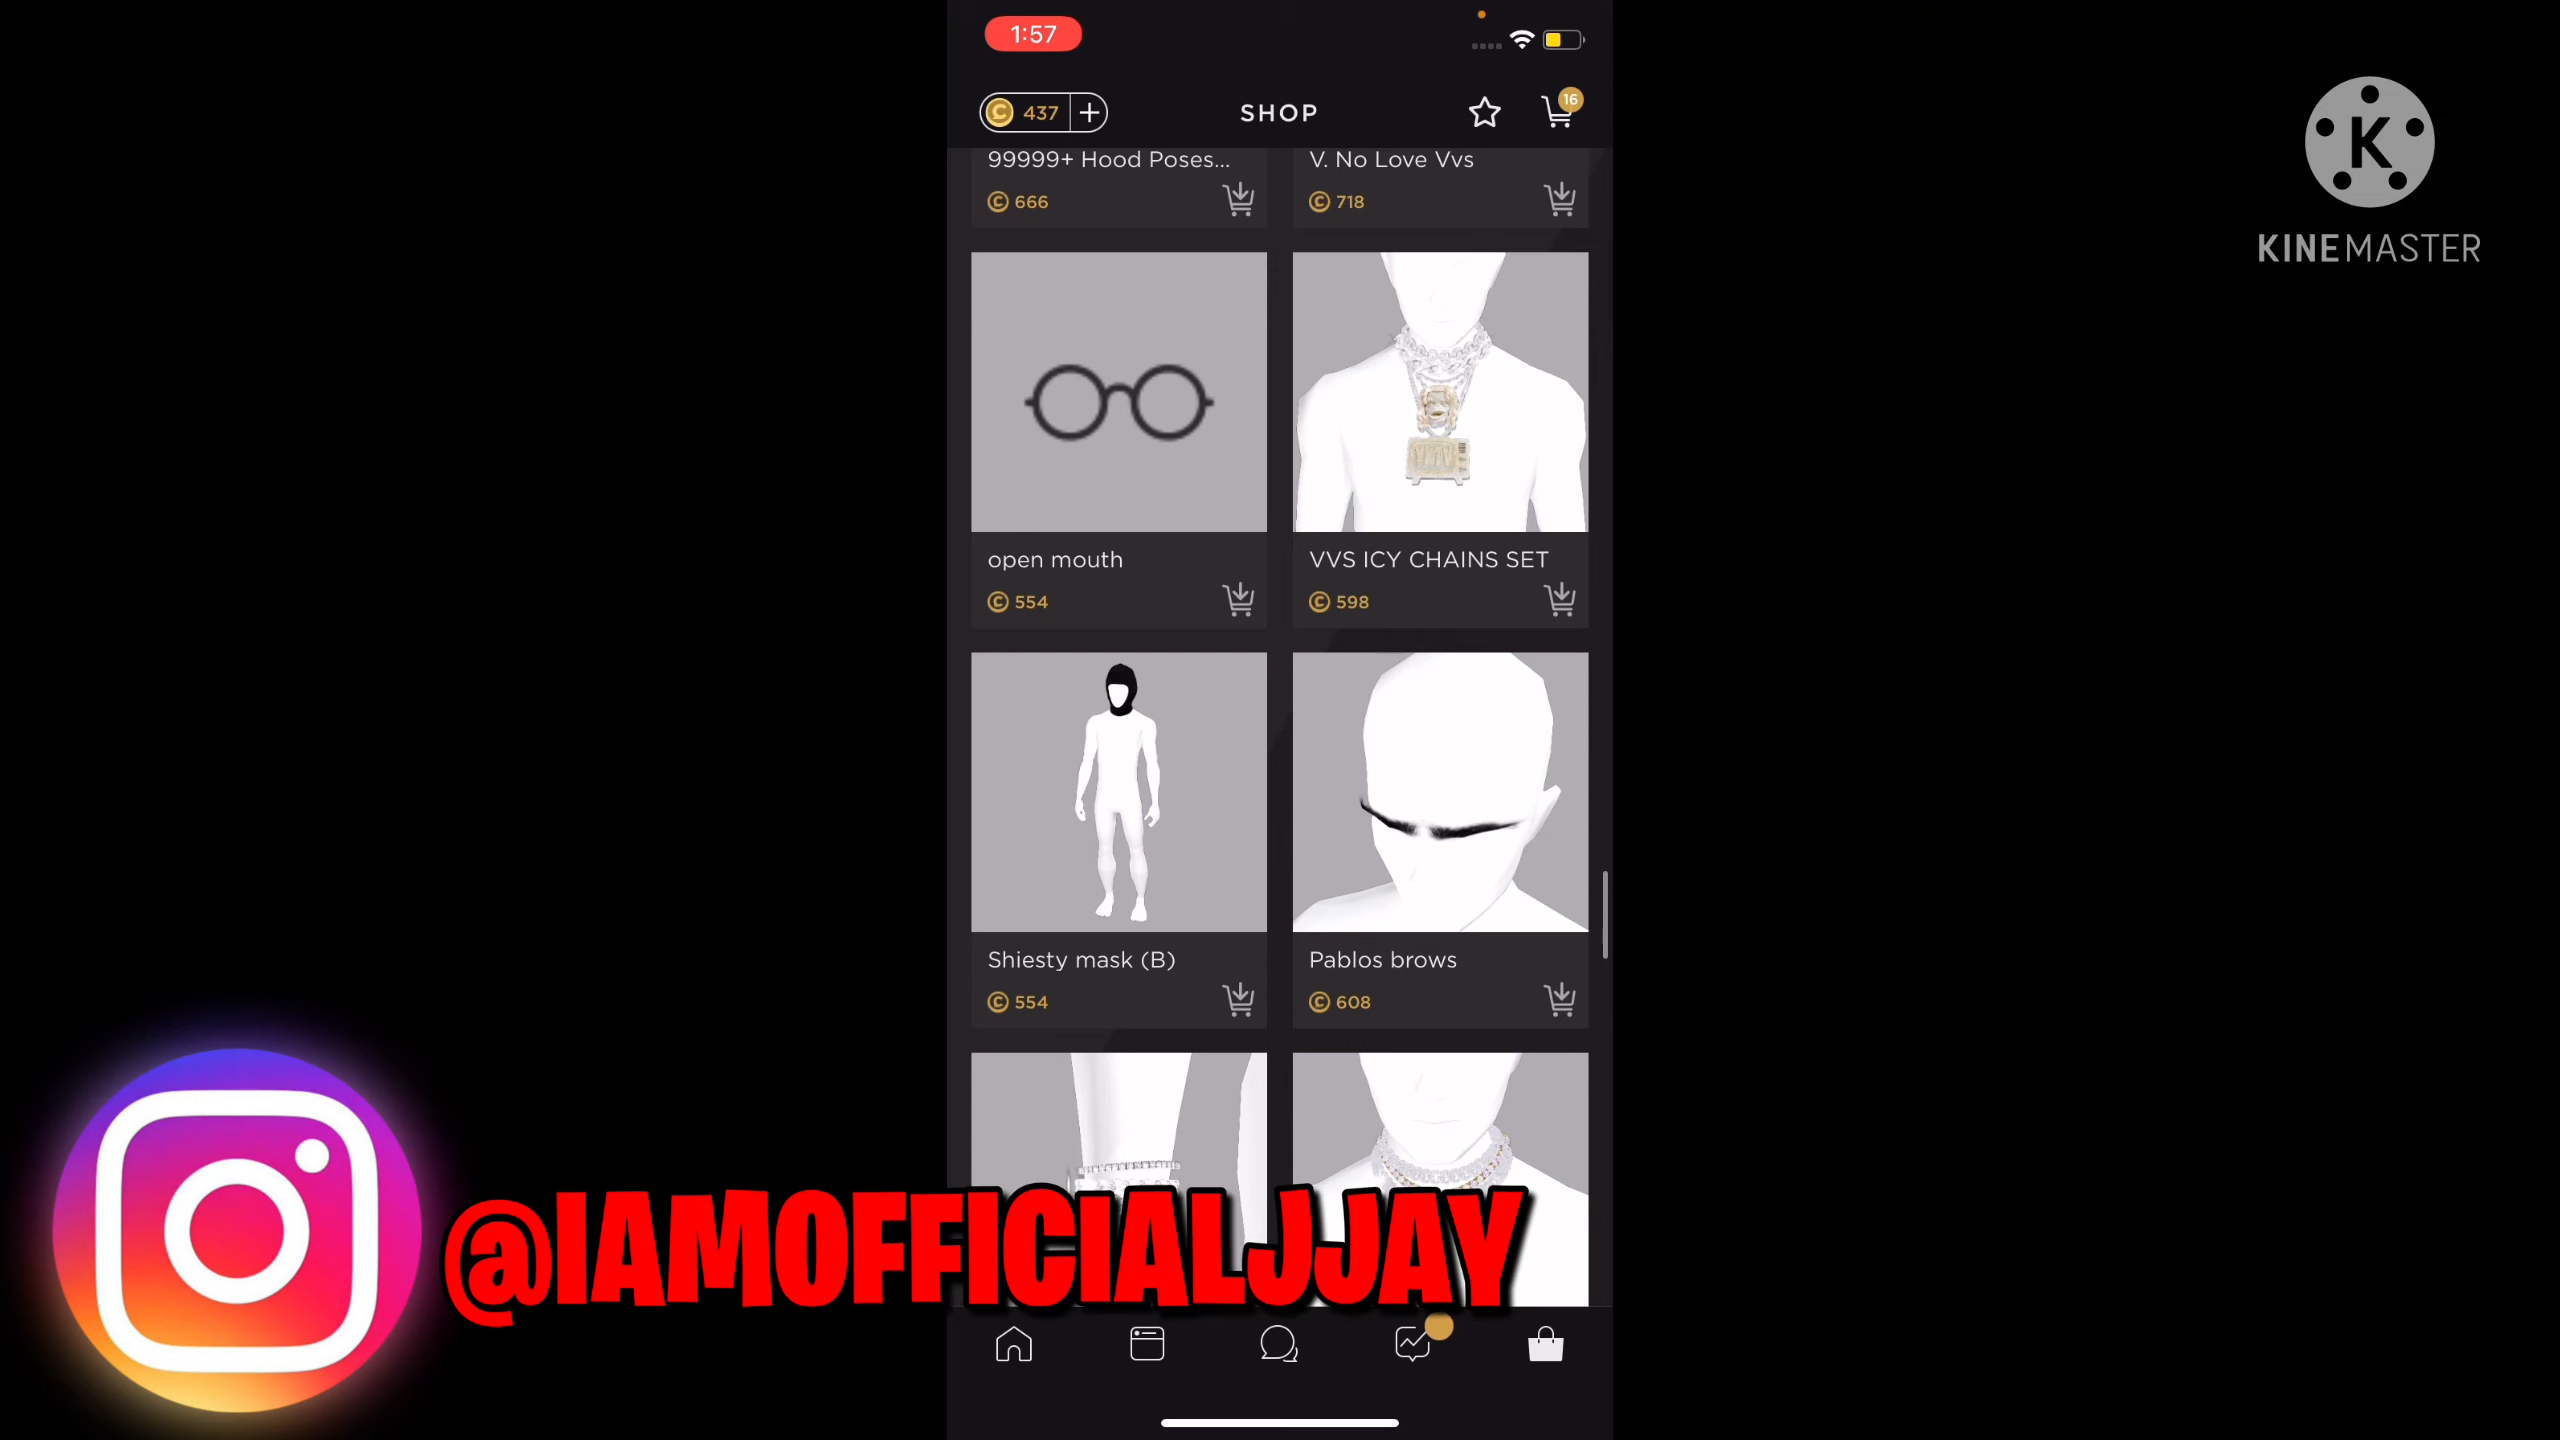 1:57
437
SHOP
16
99999+ Hood Poses...
V. No Love Vvs
666
718
open mouth
VVS ICY CHAINS SET
554
598
Shiesty mask (B)
Pablos brows
554
608
K
KINEMASTER
@IAMOFFICIALJJAY